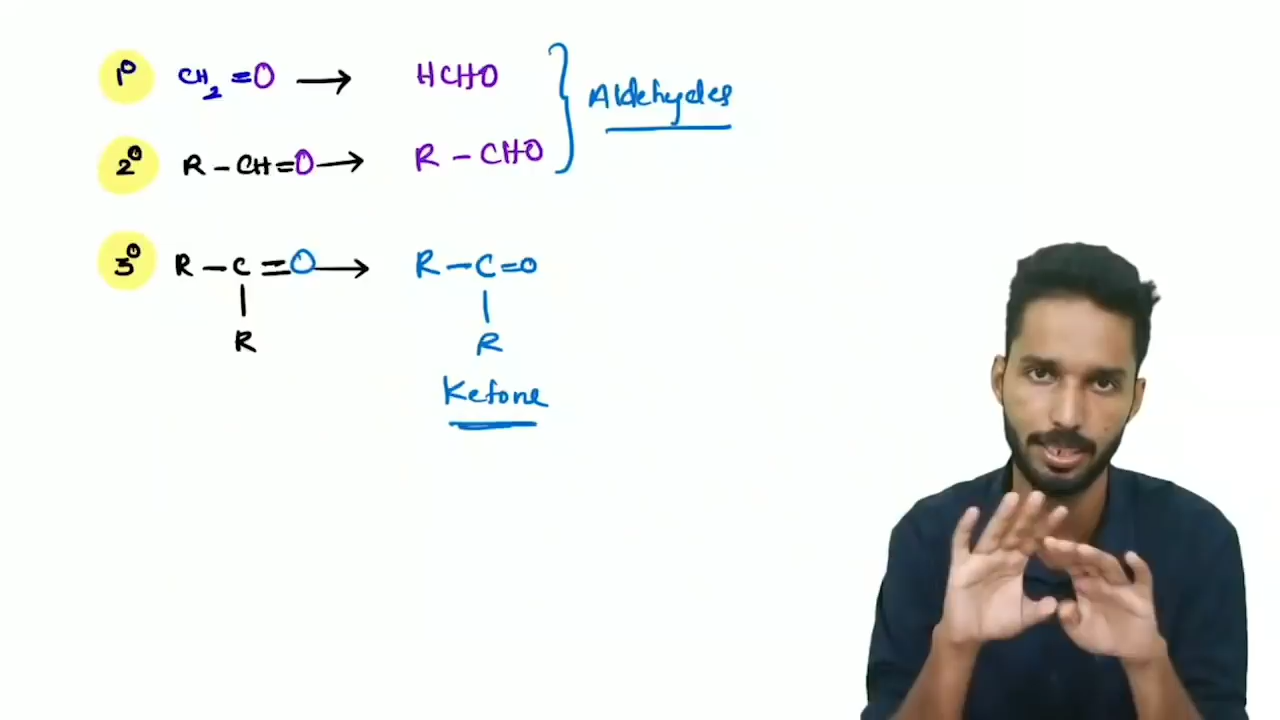 1° CH₂=O → HCHO
Aldehydes
2° R-CH=O → R-CHO
3° R-C=O → R-C=O
| |
R R
Ketone